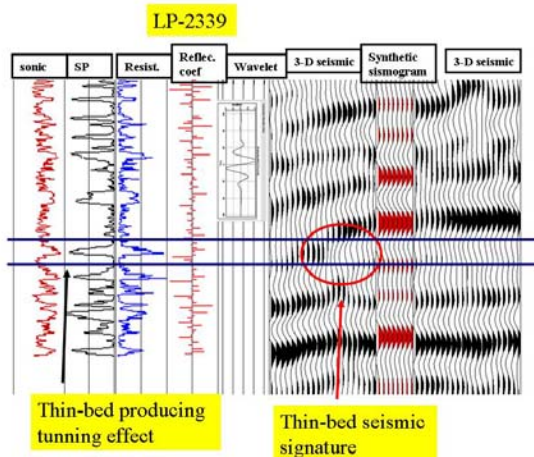 LP-2339
sonic
SP
Resist.
Reflec.
coef
Wavelet
3-D seismic
Synthetic
sismogram
3-D seismic
Thin-bed producing
tunning effect
Thin-bed seismic
signature